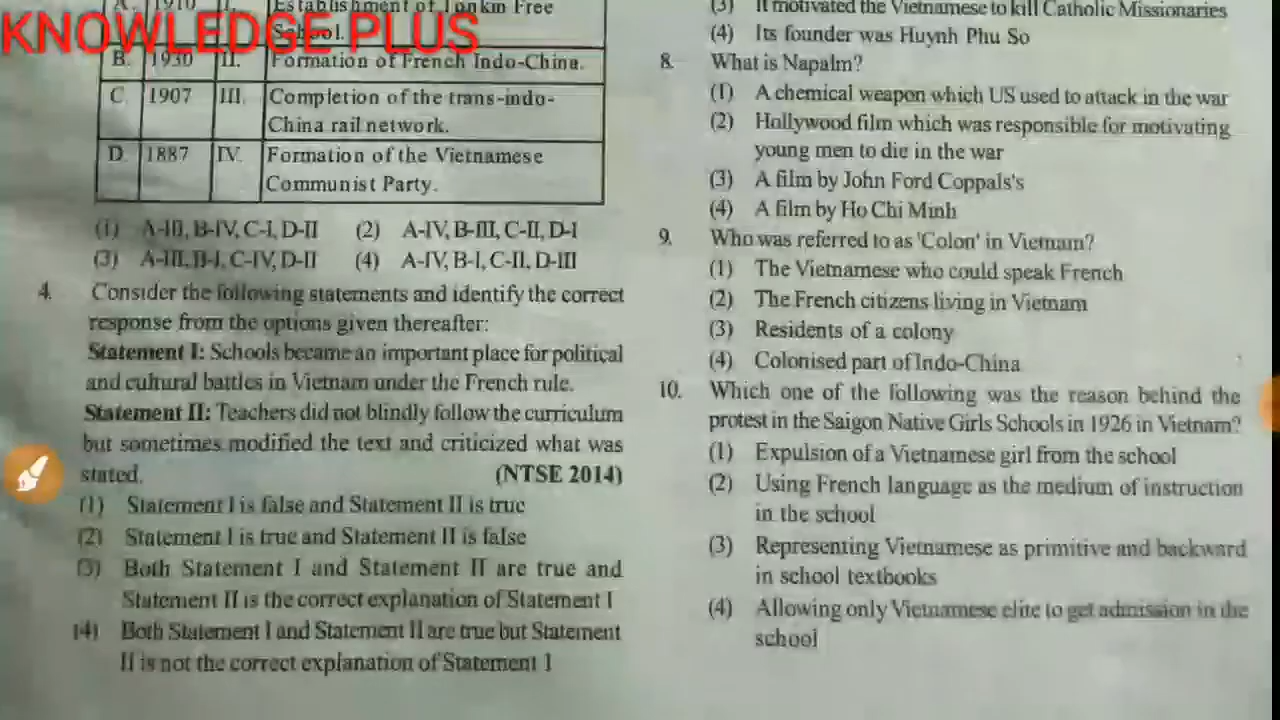 KNOWLEDGE PLUS
A. 1910 I. Establishment of Tonkin Free
School.
B. 1930 II. Formation of French Indo-China.
C. 1907 III. Completion of the trans-indo-
China rail network.
D. 1887 IV. Formation of the Vietnamese
Communist Party.
(1) A-III, B-IV, C-I, D-II (2) A-IV, B-III, C-II, D-I
(3) A-III, B-I, C-IV, D-II (4) A-IV, B-I, C-II, D-III
4. Consider the following statements and identify the correct
response from the options given thereafter:
Statement I: Schools became an important place for political
and cultural battles in Vietnam under the French rule.
Statement II: Teachers did not blindly follow the curriculum
but sometimes modified the text and criticized what was
stated. (NTSE 2014)
(1) Statement I is false and Statement II is true
(2) Statement I is true and Statement II is false
(3) Both Statement I and Statement II are true and
Statement II is the correct explanation of Statement I
(4) Both Statement I and Statement II are true but Statement
II is not the correct explanation of Statement 1
(3) It motivated the Vietnamese to kill Catholic Missionaries
(4) Its founder was Huynh Phu So
8. What is Napalm?
(1) A chemical weapon which US used to attack in the war
(2) Hollywood film which was responsible for motivating
young men to die in the war
(3) A film by John Ford Coppals's
(4) A film by Ho Chi Minh
9. Who was referred to as 'Colon' in Vietnam?
(1) The Vietnamese who could speak French
(2) The French citizens living in Vietnam
(3) Residents of a colony
(4) Colonised part of Indo-China
10. Which one of the following was the reason behind the
protest in the Saigon Native Girls Schools in 1926 in Vietnam?
(1) Expulsion of a Vietnamese girl from the school
(2) Using French language as the medium of instruction
in the school
(3) Representing Vietnamese as primitive and backward
in school textbooks
(4) Allowing only Vietnamese elite to get admission in the
school